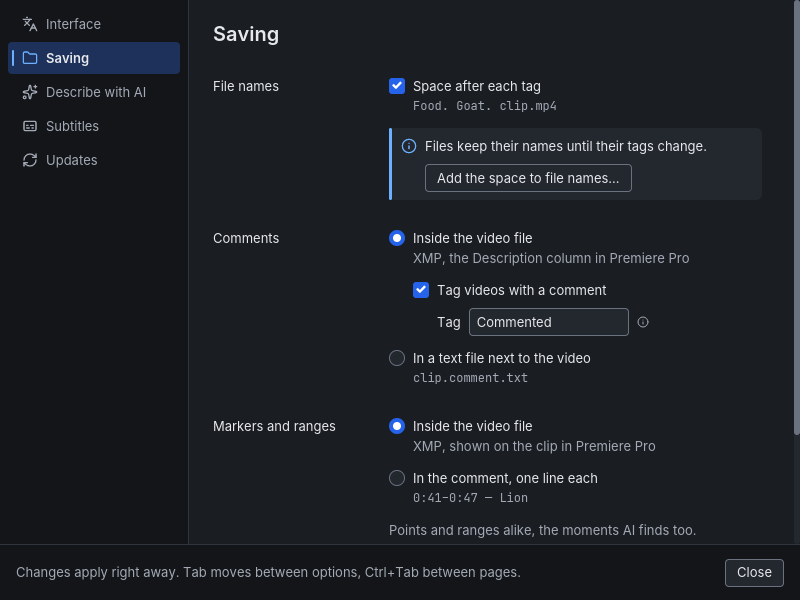 Interface
Saving
Describe with AI
Subtitles
Updates
Saving
File names
Space after each tag
Food. Goat. clip.mp4
Files keep their names until their tags change.
Add the space to file names…
Comments
Inside the video file
XMP, the Description column in Premiere Pro
Tag videos with a comment
Tag
Commented
In a text file next to the video
clip.comment.txt
Markers and ranges
Inside the video file
XMP, shown on the clip in Premiere Pro
In the comment, one line each
0:41–0:47 — Lion
Points and ranges alike, the moments AI finds too.
Changes apply right away. Tab moves between options, Ctrl+Tab between pages.
Close